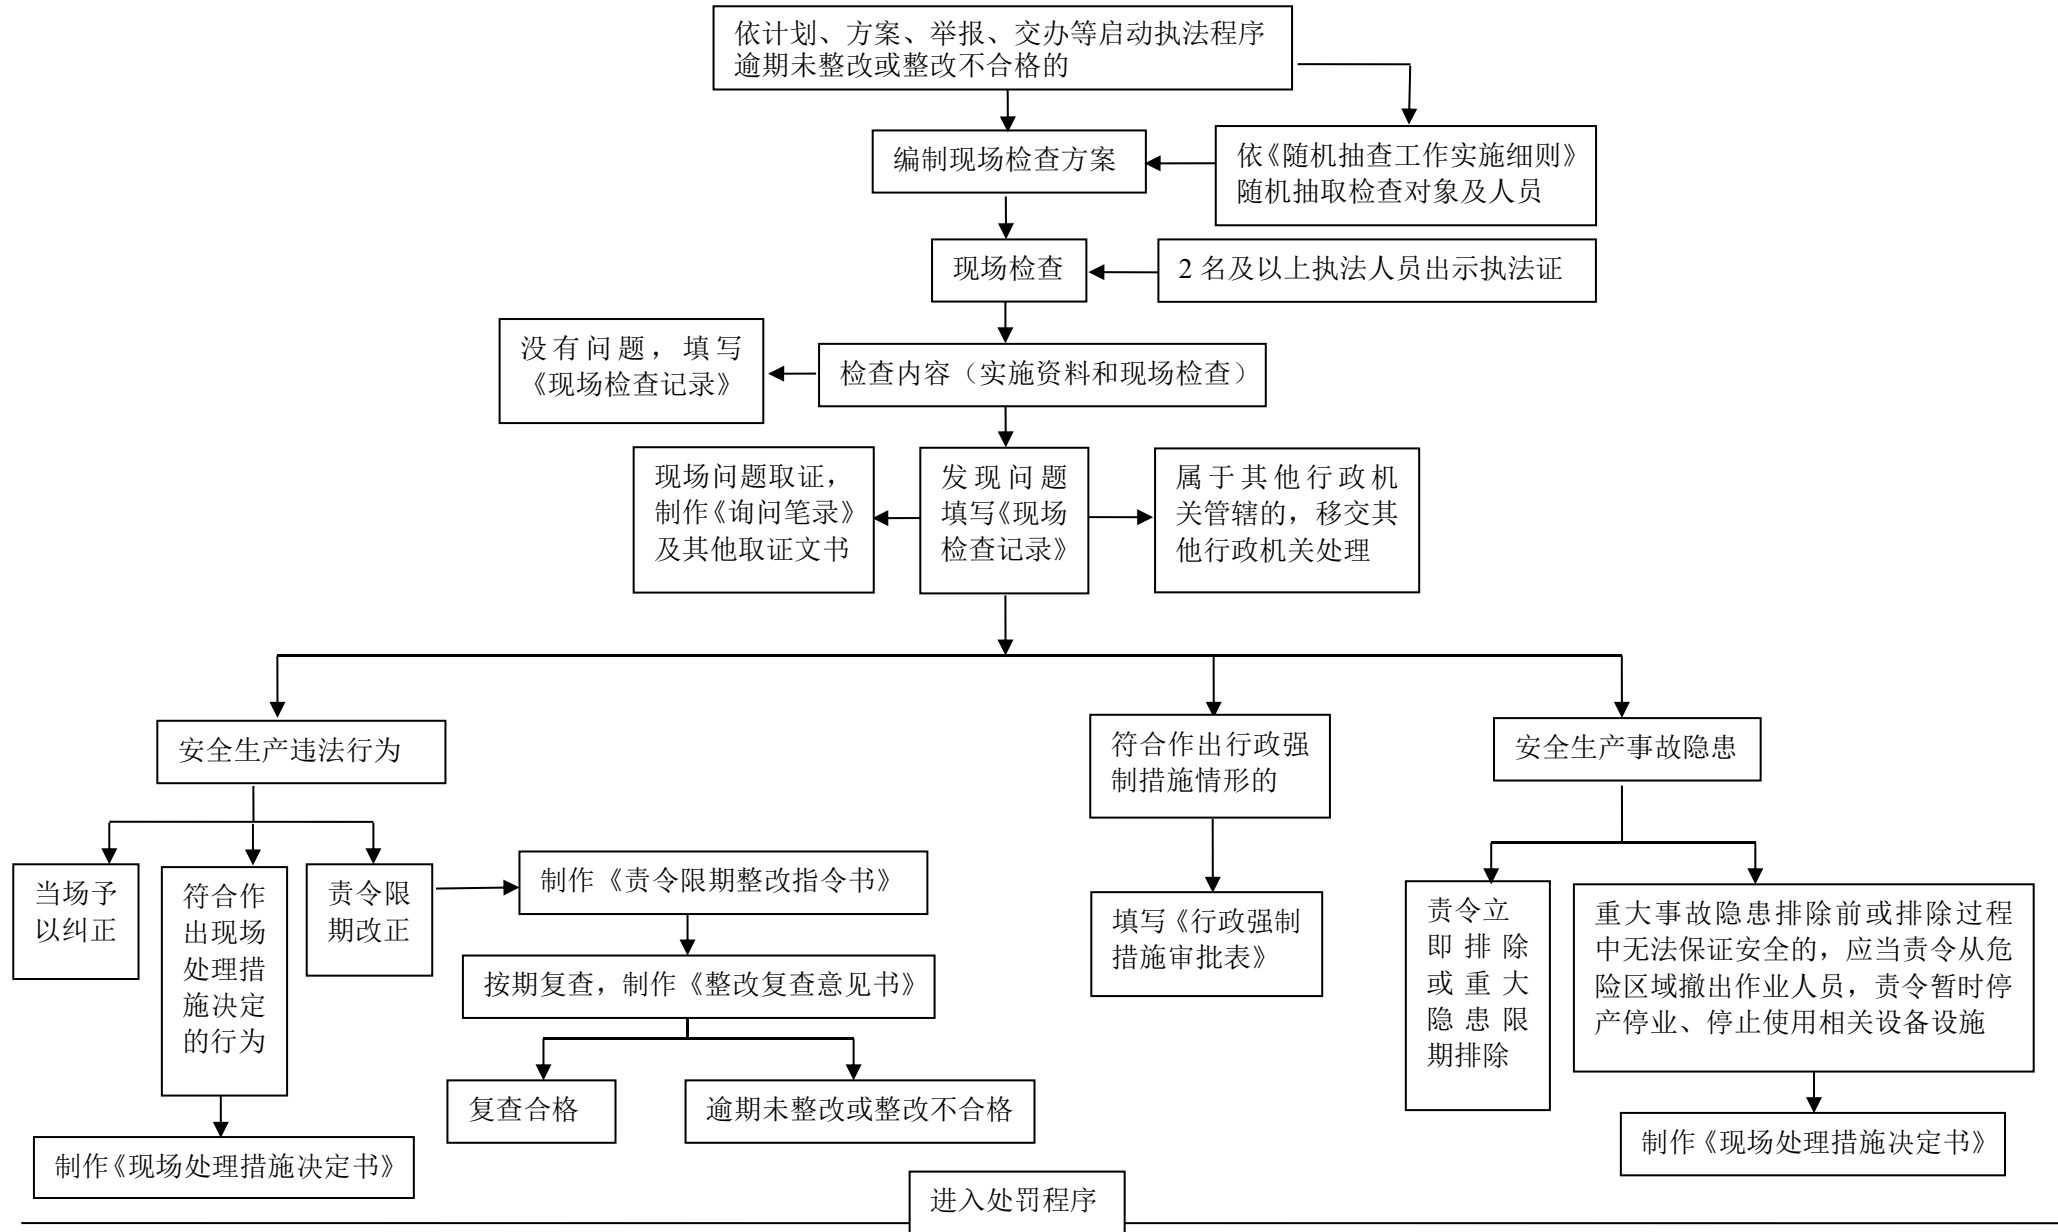 依计划、方案、举报、交办等启动执法程序
逾期未整改或整改不合格的
编制现场检查方案
依《随机抽查工作实施细则》
随机抽取检查对象及人员
现场检查
2 名及以上执法人员出示执法证
没有问题，填写
《现场检查记录》
检查内容（实施资料和现场检查）
现场问题取证，
制作《询问笔录》
及其他取证文书
发现问题
填写《现场
检查记录》
属于其他行政机
关管辖的，移交其
他行政机关处理
安全生产违法行为
符合作出行政强
制措施情形的
安全生产事故隐患
当场予
以纠正
符合作
出现场
处理措
施决定
的行为
责令限
期改正
制作《责令限期整改指令书》
按期复查，制作《整改复查意见书》
复查合格
逾期未整改或整改不合格
填写《行政强制
措施审批表》
责令立
即排除
或重大
隐患限
期排除
重大事故隐患排除前或排除过程
中无法保证安全的，应当责令从危
险区域撤出作业人员，责令暂时停
产停业、停止使用相关设备设施
制作《现场处理措施决定书》
制作《现场处理措施决定书》
进入处罚程序